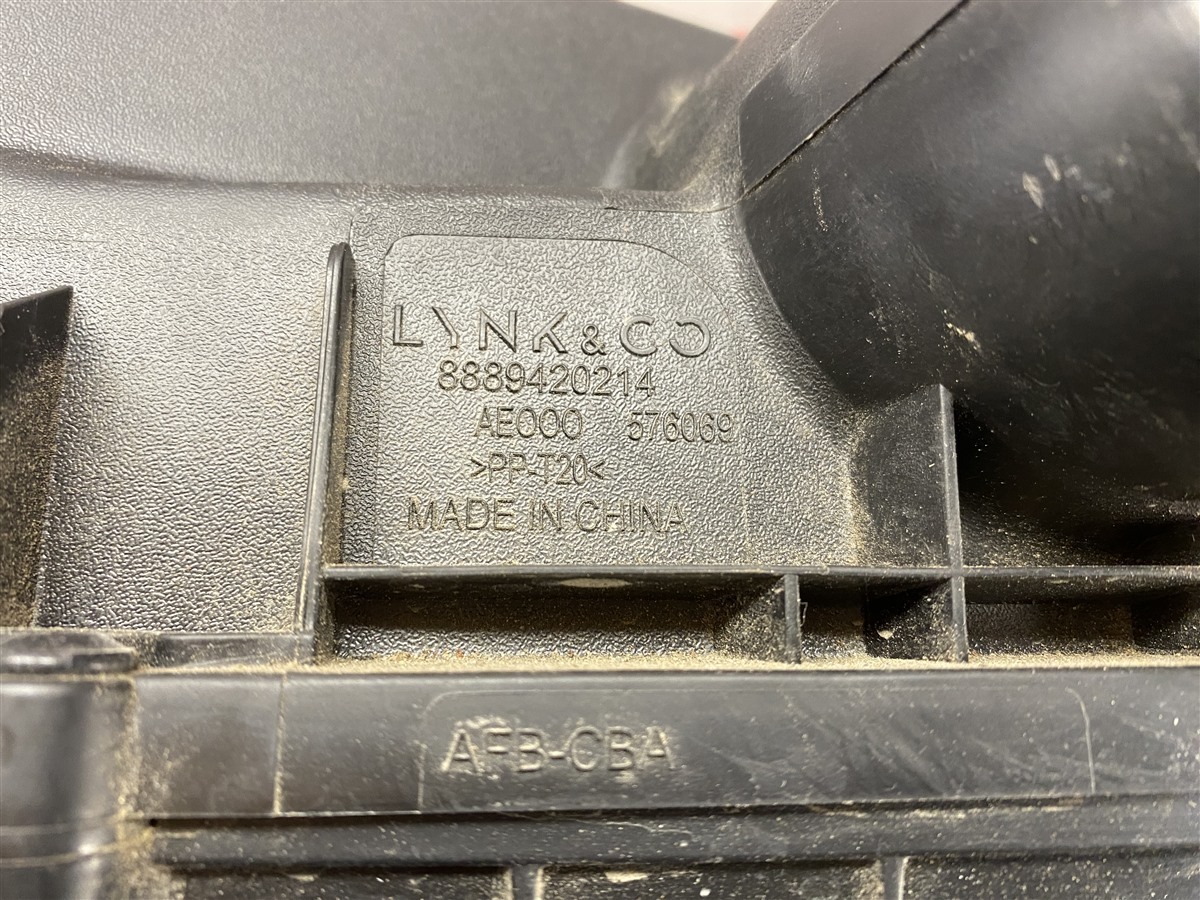 LYNK & CO
8889420214
AE000 576069
>PP-T20<
MADE IN CHINA
AFB-CBA